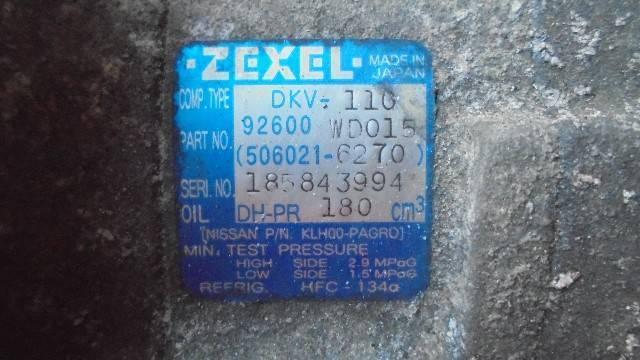 ·ZEXEL·
MADE IN
JAPAN
COMP. TYPE DKV- 110
PART NO. 92600 WD015
(506021-6270)
SERI. NO. 185843994
OIL DH-PR 180 cm³
[NISSAN P/N. KLH00-PAGR0]
MIN. TEST PRESSURE
HIGH SIDE 2.9 MPaG
LOW SIDE 1.5 MPaG
REFRIG. HFC - 134a